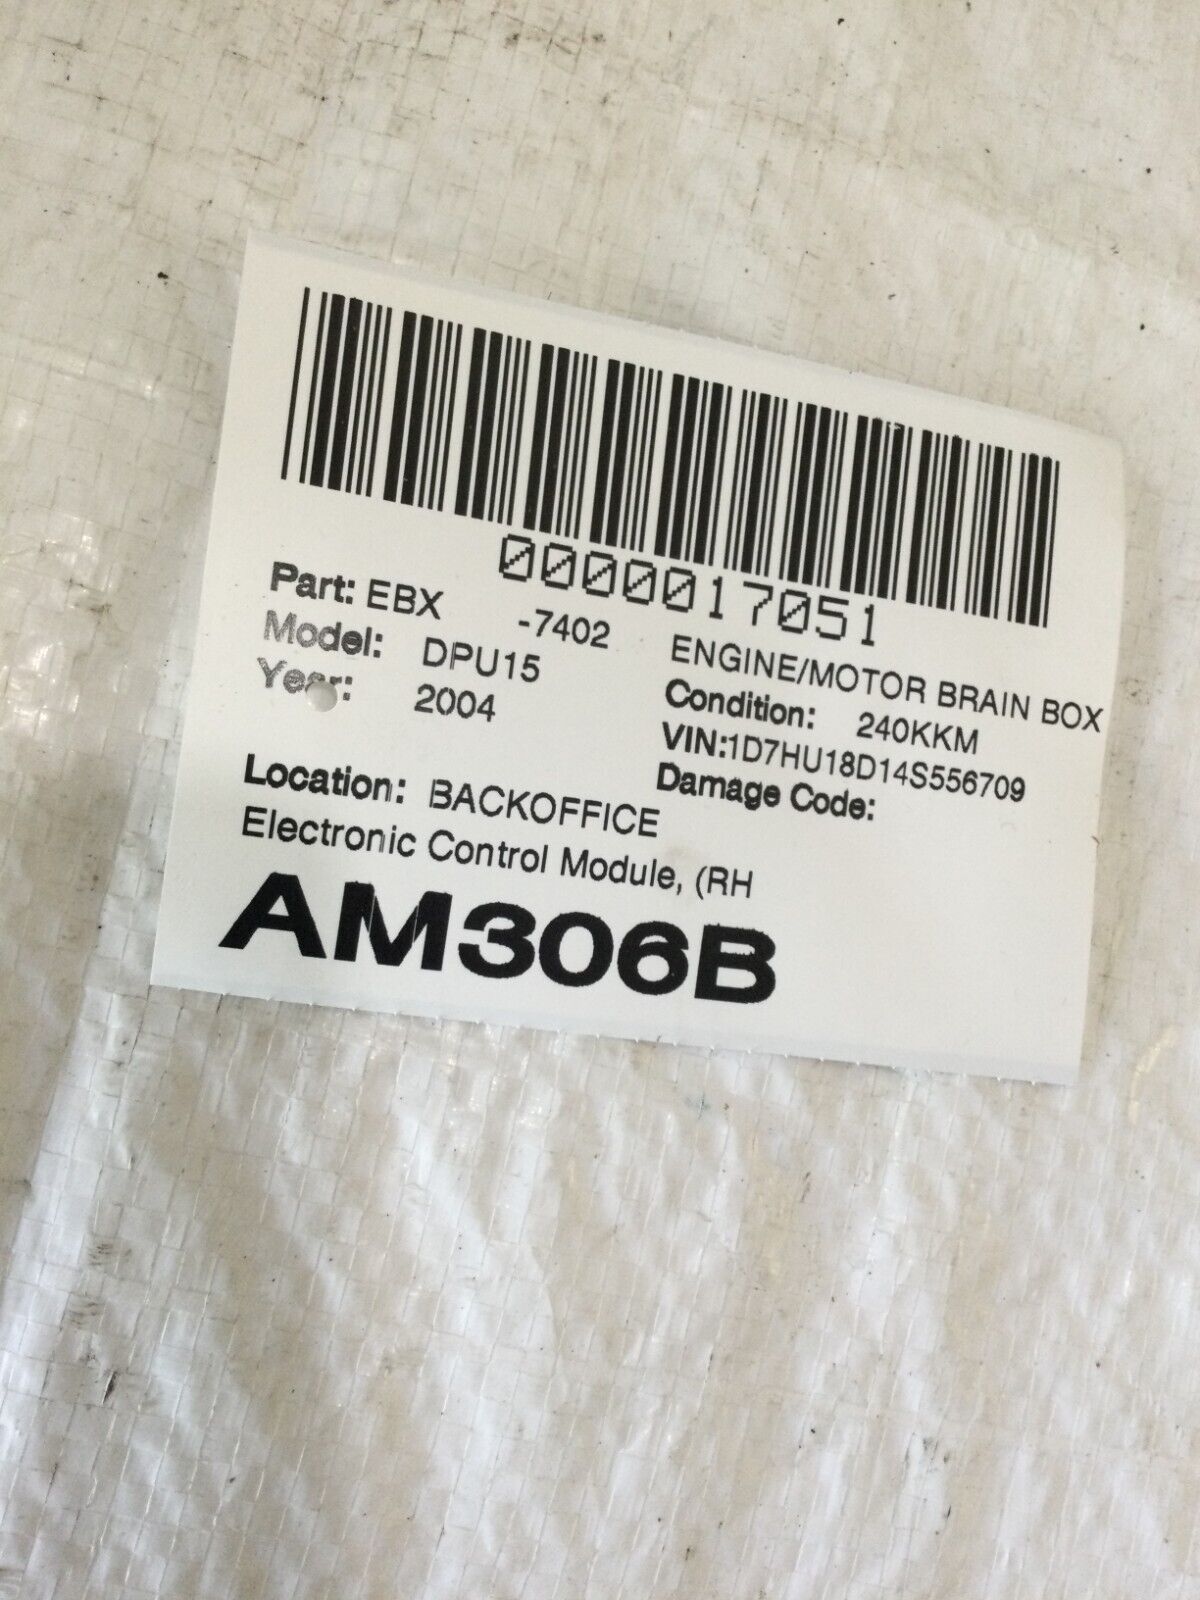 0000017051
Part: EBX -7402 ENGINE/MOTOR BRAIN BOX
Model: DPU15 Condition: 240KKM
Year: 2004 VIN:1D7HU18D14S556709
Damage Code:
Location: BACKOFFICE
Electronic Control Module, (RH
AM306B